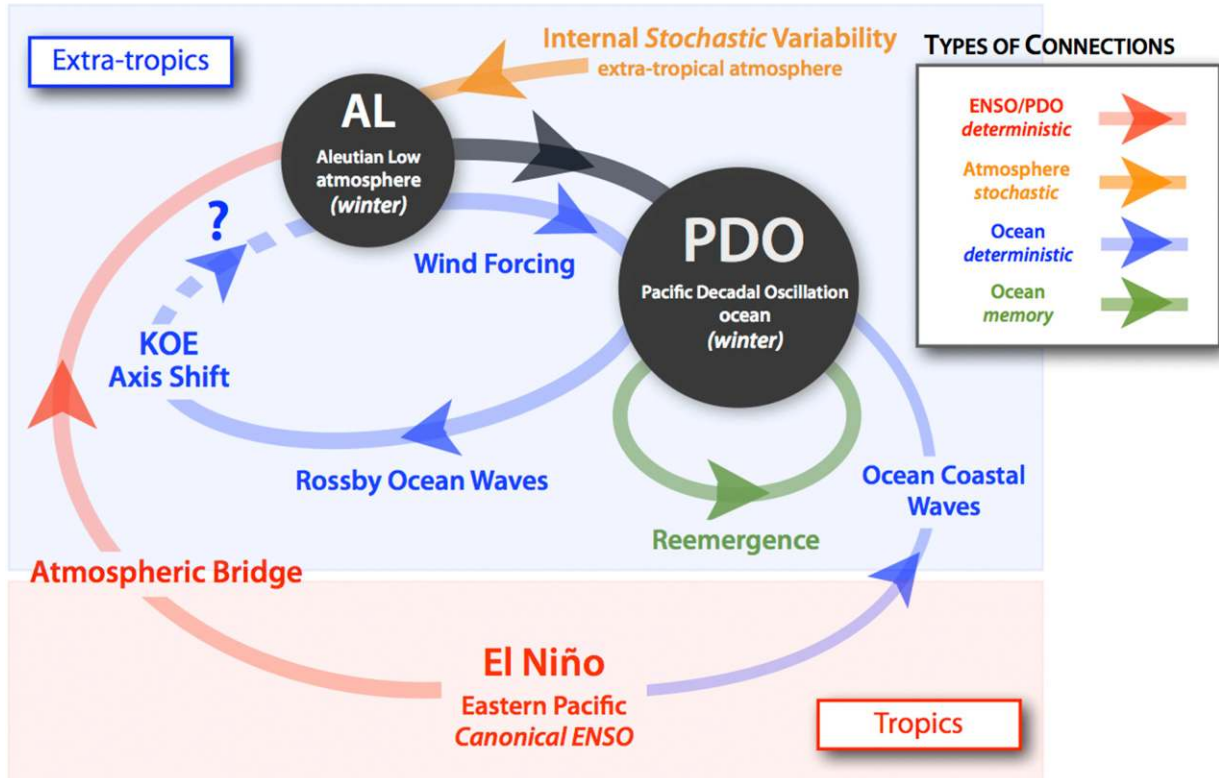 Extra-tropics
Internal Stochastic Variability
extra-tropical atmosphere
TYPES OF CONNECTIONS
ENSO/PDO
deterministic
Atmosphere
stochastic
Ocean
deterministic
Ocean
memory
AL
Aleutian Low
atmosphere
(winter)
?
Wind Forcing
PDO
Pacific Decadal Oscillation
ocean
(winter)
KOE
Axis Shift
Rossby Ocean Waves
Ocean Coastal
Waves
Reemergence
Atmospheric Bridge
El Niño
Eastern Pacific
Canonical ENSO
Tropics